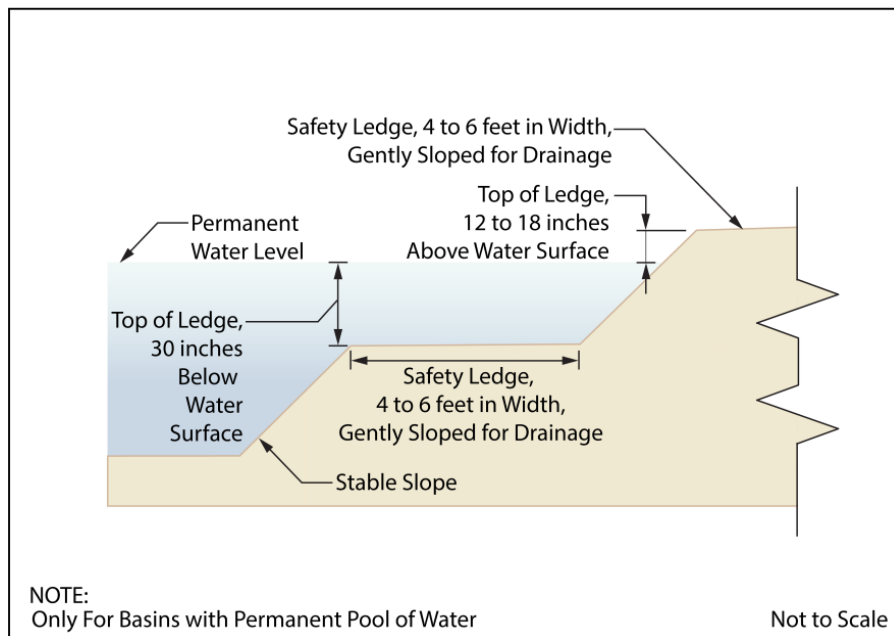 Safety Ledge, 4 to 6 feet in Width,
Gently Sloped for Drainage
Top of Ledge,
12 to 18 inches
Above Water Surface
Permanent
Water Level
Top of Ledge,
30 inches
Below
Water
Surface
Safety Ledge,
4 to 6 feet in Width,
Gently Sloped for Drainage
Stable Slope
NOTE:
Only For Basins with Permanent Pool of Water
Not to Scale